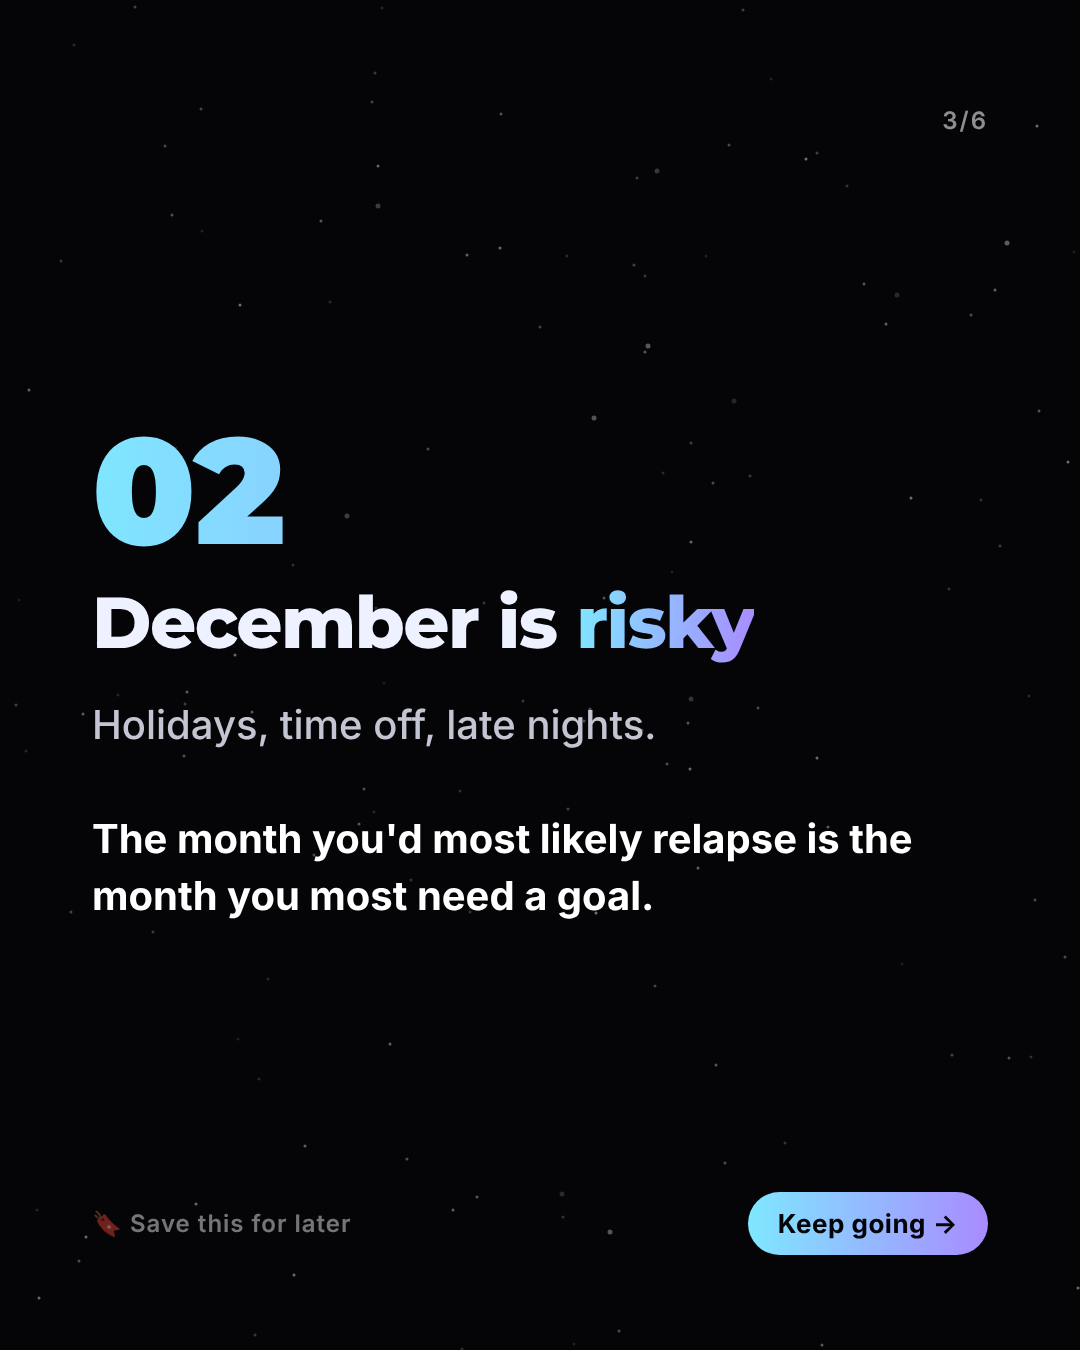 3/6
02
December is risky
Holidays, time off, late nights.
The month you'd most likely relapse is the
month you most need a goal.
🔖 Save this for later
Keep going →